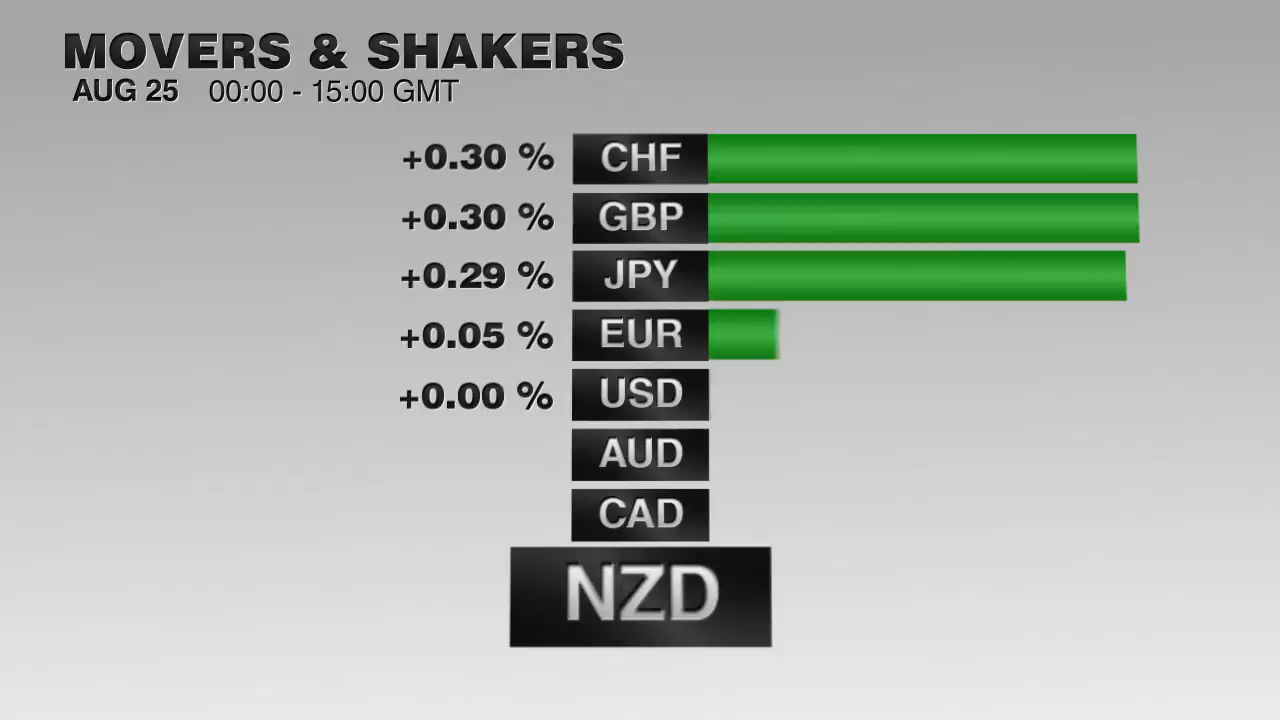 MOVERS & SHAKERS
AUG 25 00:00 - 15:00 GMT
+0.30 % CHF
+0.30 % GBP
+0.29 % JPY
+0.05 % EUR
+0.00 % USD
AUD
CAD
NZD